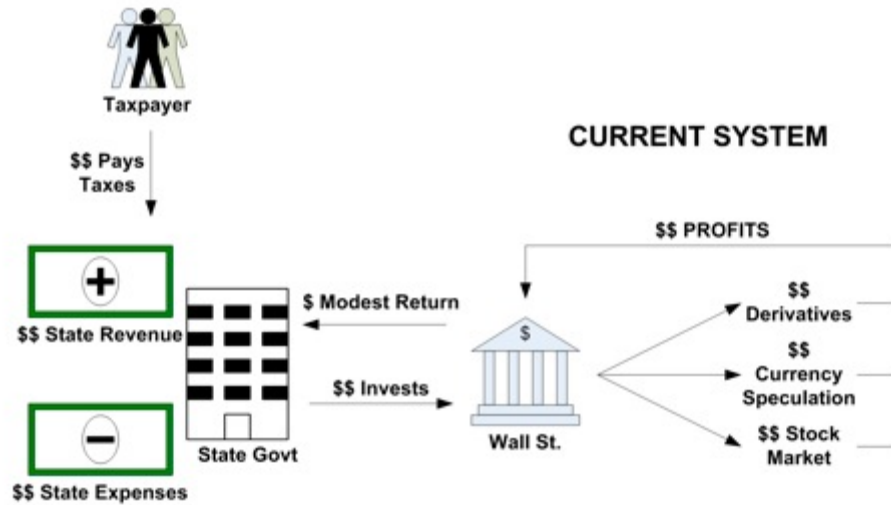 Taxpayer
CURRENT SYSTEM
$$ Pays
Taxes
$$ PROFITS
+
$ Modest Return
$$
Derivatives
$$ State Revenue
$
$$
Currency
Speculation
$$ Invests
−
Wall St.
$$ Stock
Market
State Govt
$$ State Expenses